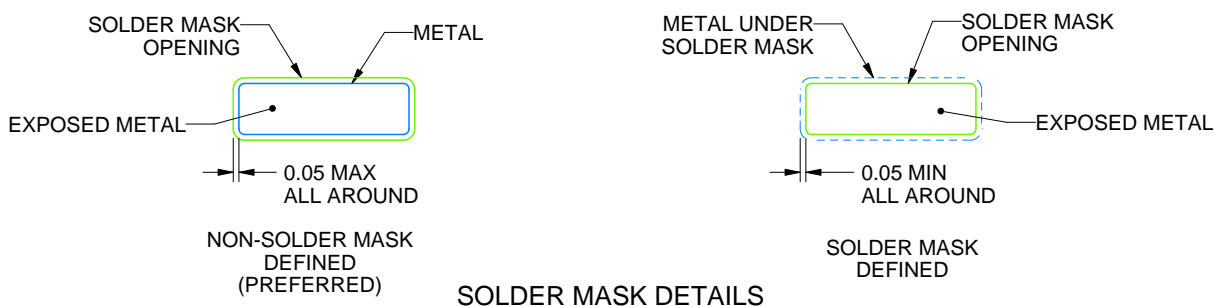 SOLDER MASK
OPENING
METAL
EXPOSED METAL
0.05 MAX
ALL AROUND
NON-SOLDER MASK
DEFINED
(PREFERRED)
METAL UNDER
SOLDER MASK
SOLDER MASK
OPENING
EXPOSED METAL
0.05 MIN
ALL AROUND
SOLDER MASK
DEFINED
SOLDER MASK DETAILS